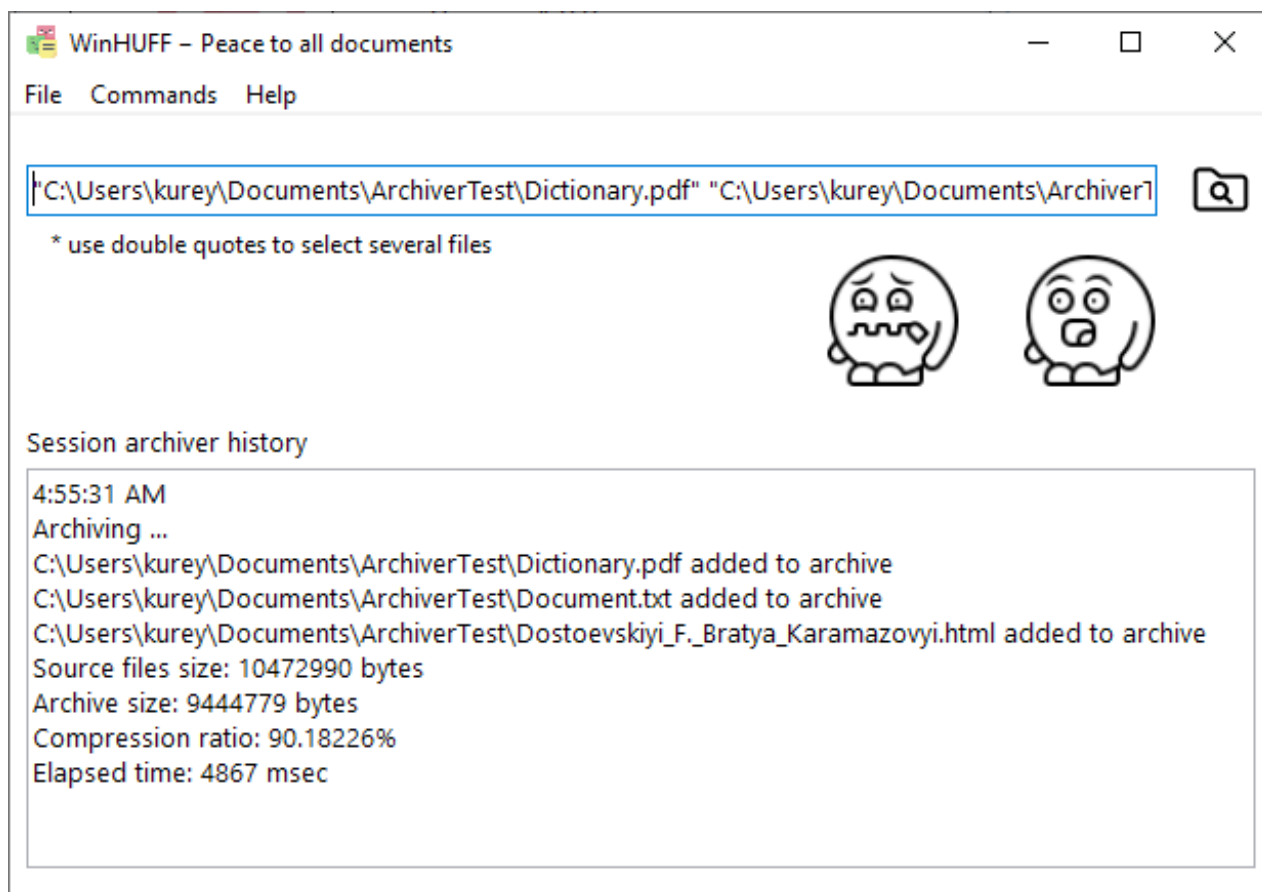 WinHUFF – Peace to all documents
File Commands Help
"C:\Users\kurey\Documents\ArchiverTest\Dictionary.pdf" "C:\Users\kurey\Documents\ArchiverT
* use double quotes to select several files
Session archiver history
4:55:31 AM
Archiving ...
C:\Users\kurey\Documents\ArchiverTest\Dictionary.pdf added to archive
C:\Users\kurey\Documents\ArchiverTest\Document.txt added to archive
C:\Users\kurey\Documents\ArchiverTest\Dostoevskiyi_F._Bratya_Karamazovyi.html added to archive
Source files size: 10472990 bytes
Archive size: 9444779 bytes
Compression ratio: 90.18226%
Elapsed time: 4867 msec